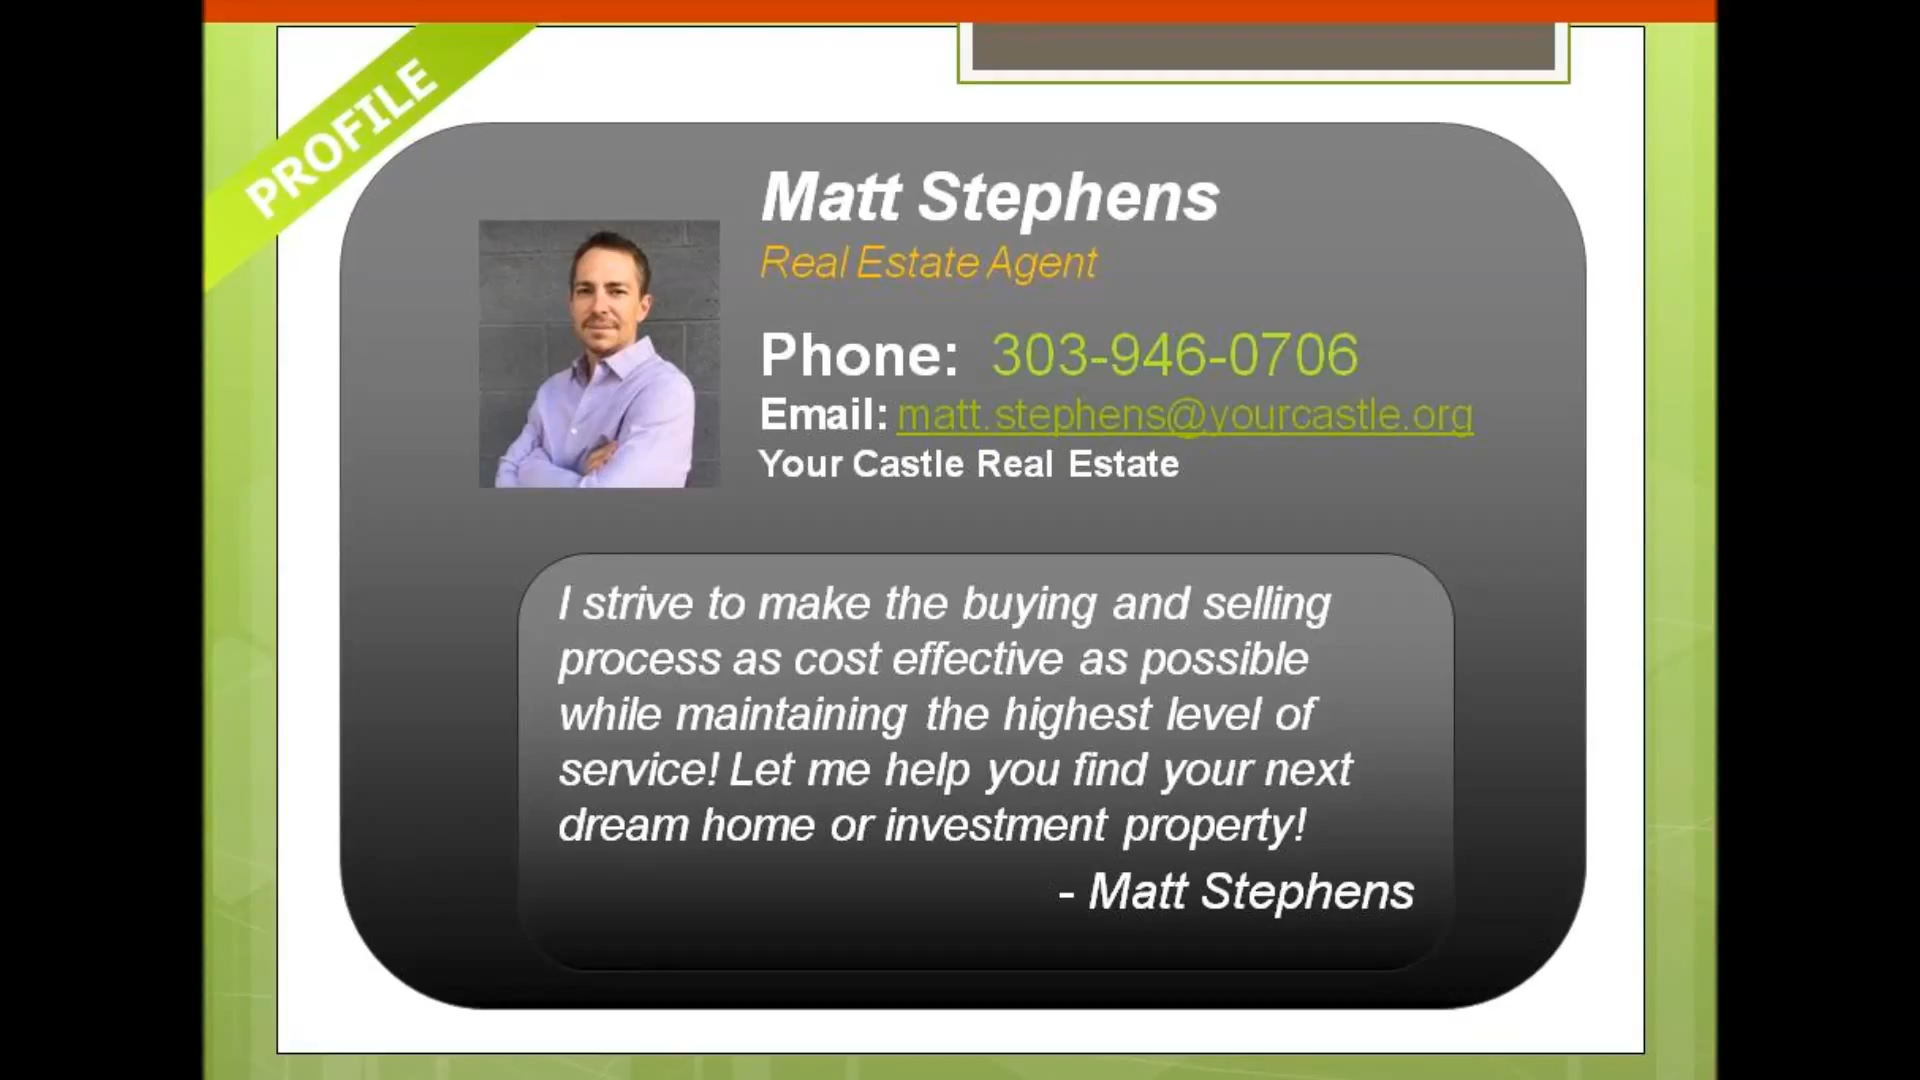 PROFILE
Matt Stephens
Real Estate Agent
Phone: 303-946-0706
Email: matt.stephens@yourcastle.org
Your Castle Real Estate
I strive to make the buying and selling
process as cost effective as possible
while maintaining the highest level of
service! Let me help you find your next
dream home or investment property!
- Matt Stephens